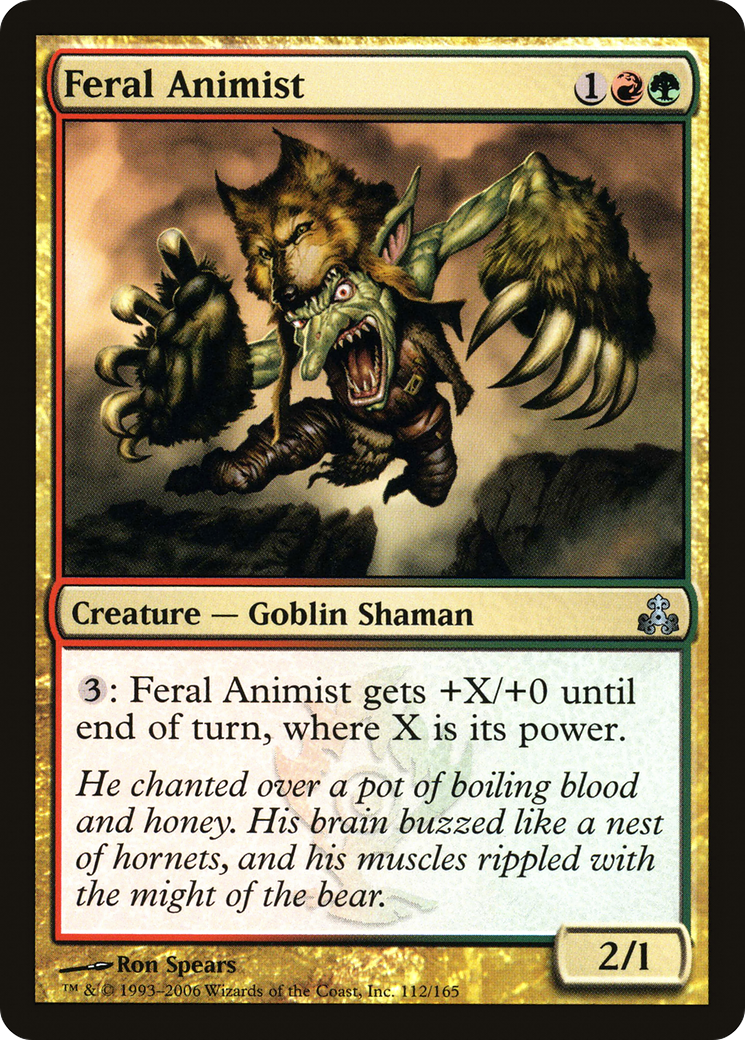 Feral Animist 1
Creature — Goblin Shaman
3: Feral Animist gets +X/+0 until
end of turn, where X is its power.
He chanted over a pot of boiling blood
and honey. His brain buzzed like a nest
of hornets, and his muscles rippled with
the might of the bear.
2/1
Ron Spears
™ & © 1993–2006 Wizards of the Coast, Inc. 112/165